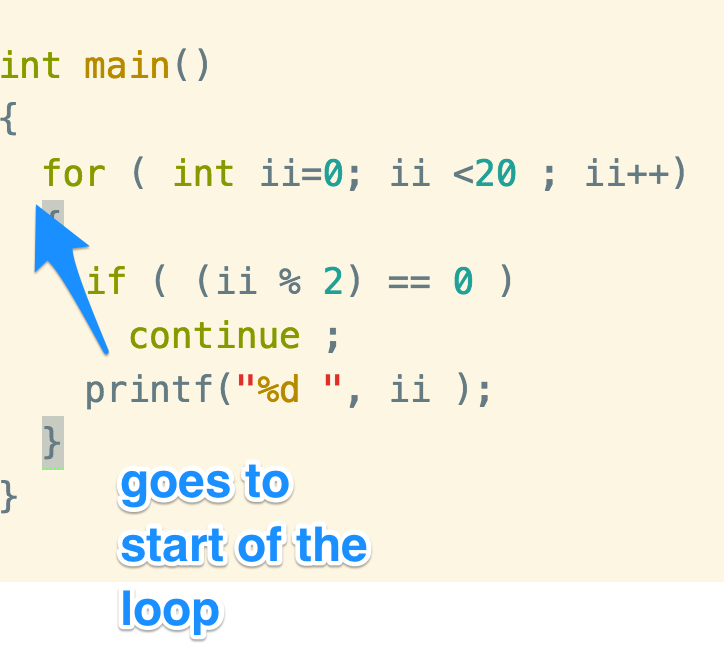 int main()
{
for ( int ii=0; ii <20 ; ii++)
{
if ( (ii % 2) == 0 )
continue ;
printf("%d ", ii );
}
}
goes to
start of the
loop